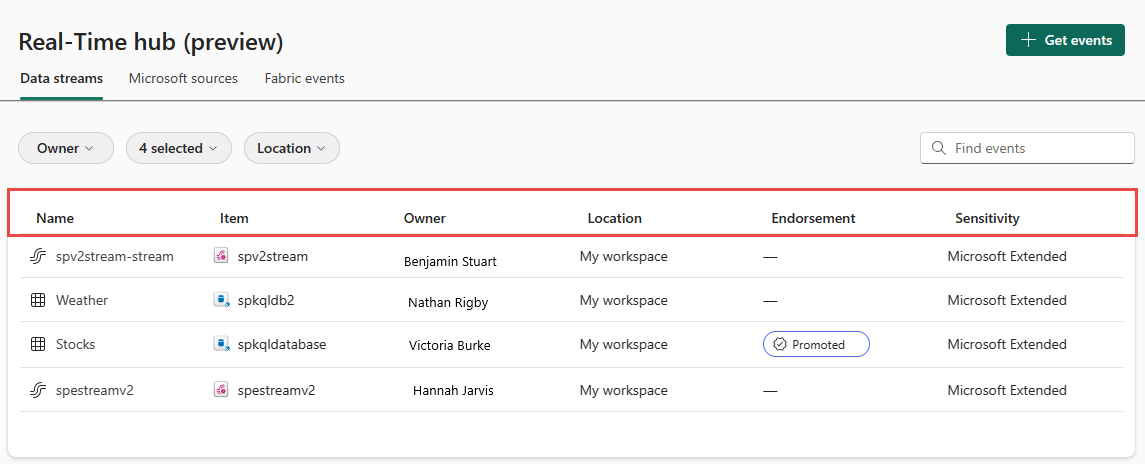 Real-Time hub (preview)
Get events
Data streams Microsoft sources Fabric events
Owner 4 selected Location Find events
Name Item Owner Location Endorsement Sensitivity
spv2stream-stream spv2stream Benjamin Stuart My workspace — Microsoft Extended
Weather spkqldb2 Nathan Rigby My workspace — Microsoft Extended
Stocks spkqldatabase Victoria Burke My workspace Promoted Microsoft Extended
spestreamv2 spestreamv2 Hannah Jarvis My workspace — Microsoft Extended